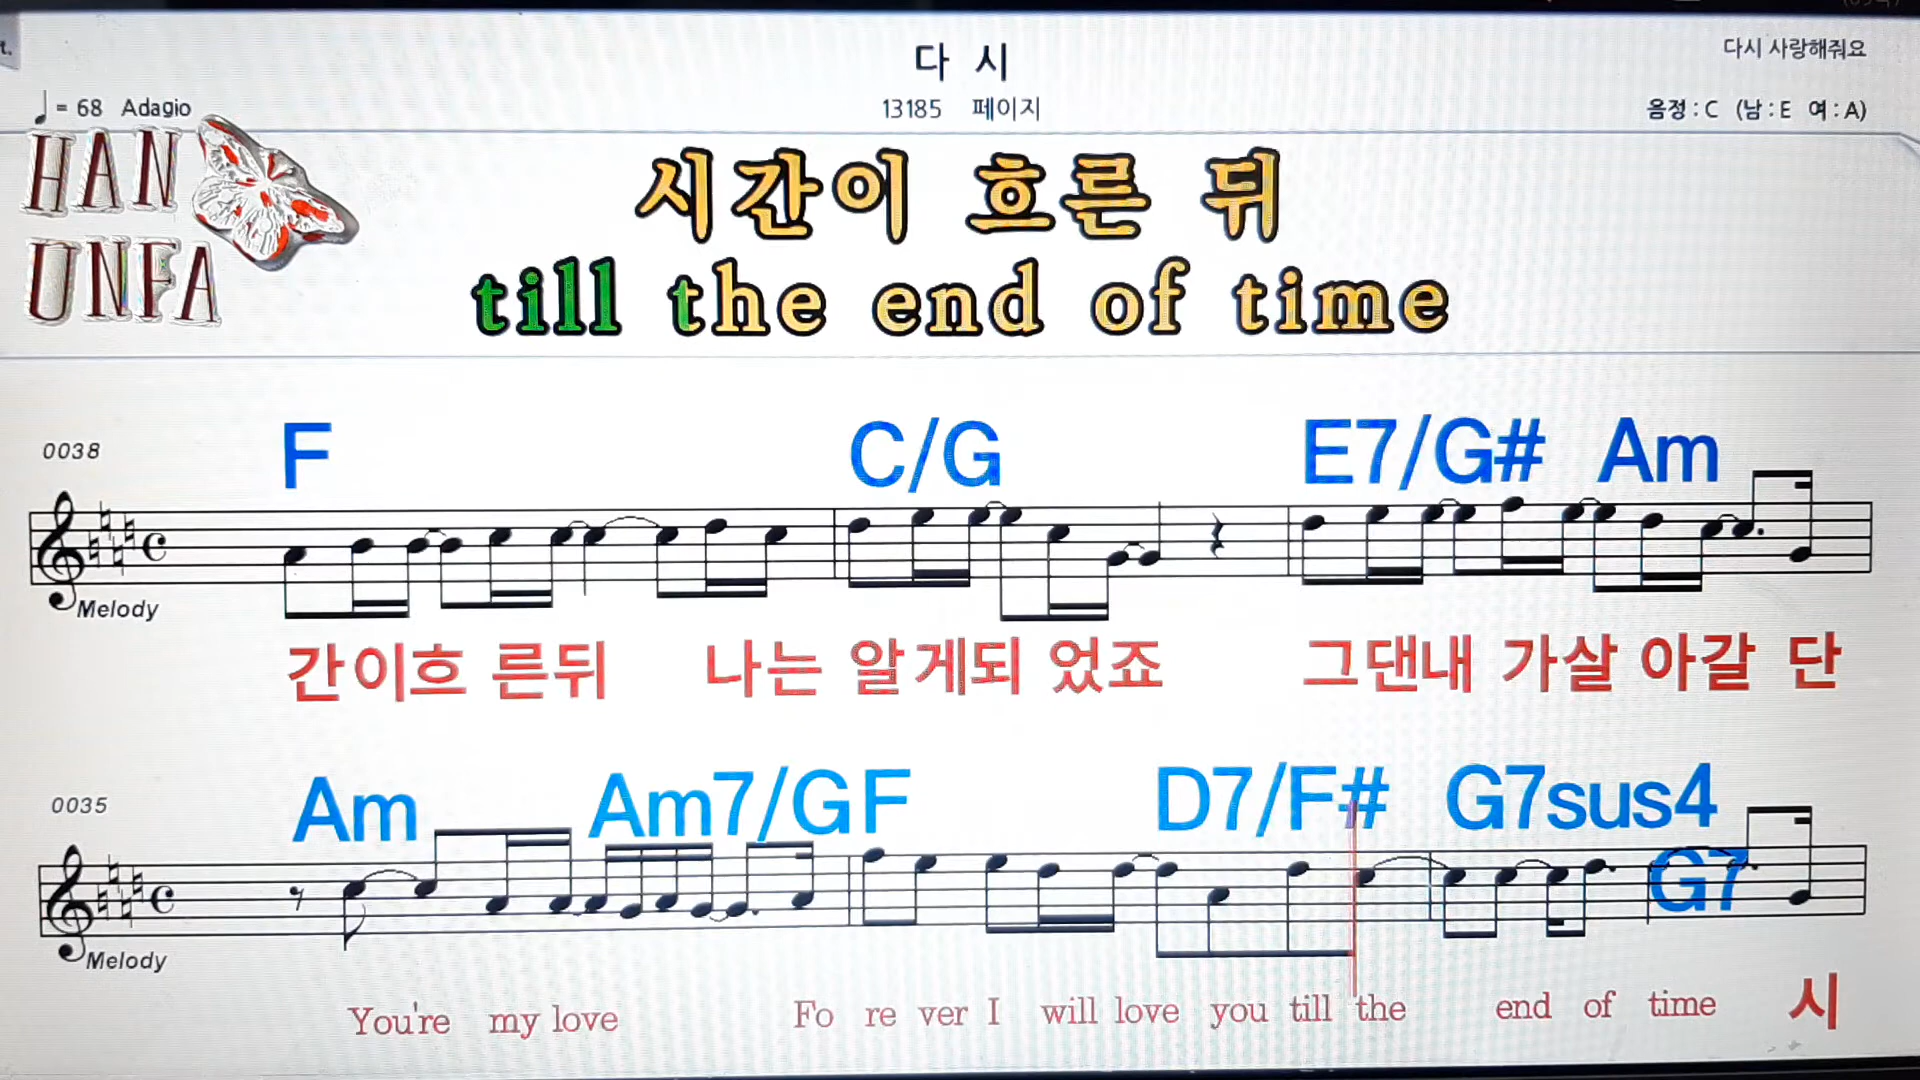 다 시
다시 사랑해줘요
♩ = 68 Adagio
13185 페이지
음정 : C (남 : E 여 : A)
HAN
UNFA
시간이 흐른 뒤
till the end of time
0038
F C/G E7/G# Am
Melody
간이흐 른뒤 나는 알게되 었죠 그댄내 가살 아갈 단
0035
Am Am7/G F D7/F# G7sus4
G7
Melody
You're my love Fo re ver I will love you till the end of time 시